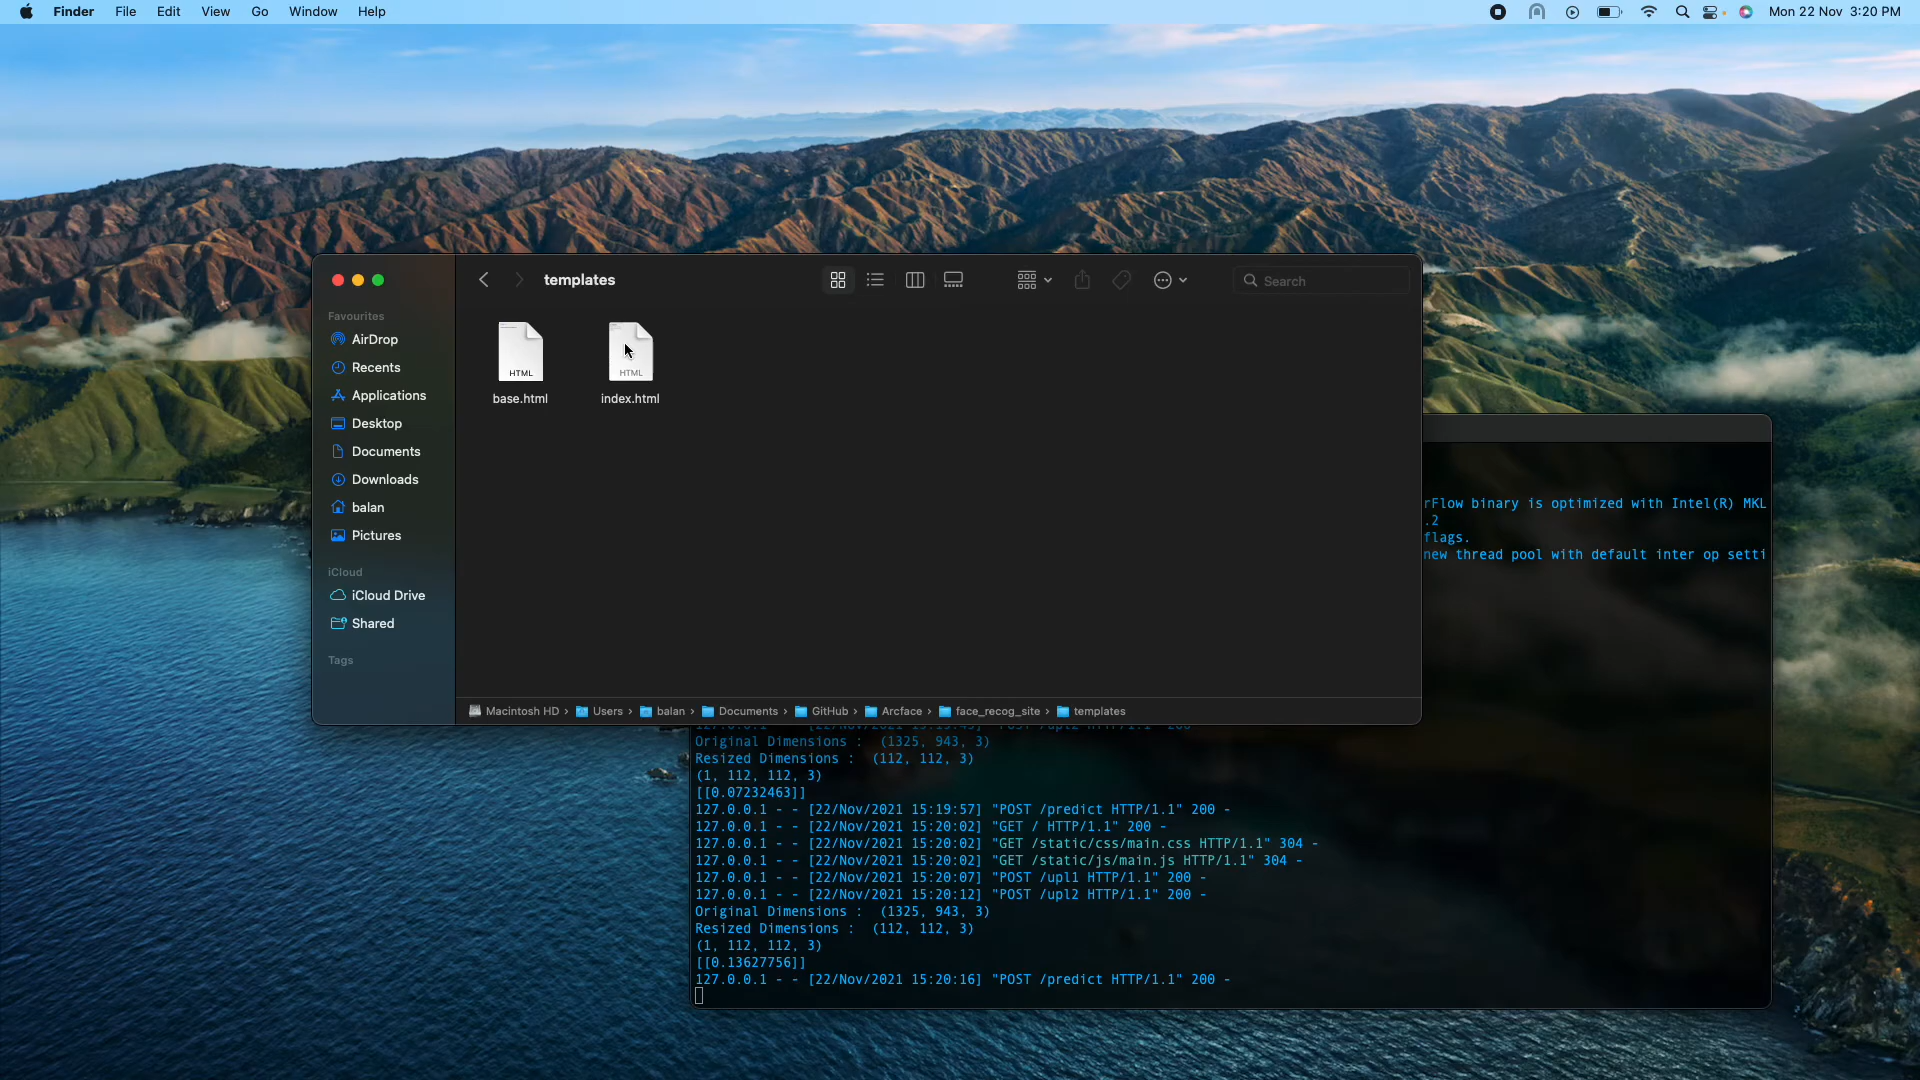 Finder File Edit View Go Window Help Mon 22 Nov 3:20 PM
templates Search
Favourites
AirDrop
Recents
Applications
Desktop
Documents
Downloads
balan
Pictures
iCloud
iCloud Drive
Shared
Tags
HTML HTML
base.html index.html
Macintosh HD › Users › balan › Documents › GitHub › Arcface › face_recog_site › templates
rFlow binary is optimized with Intel(R) MKL
.2
flags.
new thread pool with default inter op setti
Original Dimensions : (1325, 943, 3)
Resized Dimensions : (112, 112, 3)
(1, 112, 112, 3)
[[0.07232463]]
127.0.0.1 - - [22/Nov/2021 15:19:57] "POST /predict HTTP/1.1" 200 -
127.0.0.1 - - [22/Nov/2021 15:20:02] "GET / HTTP/1.1" 200 -
127.0.0.1 - - [22/Nov/2021 15:20:02] "GET /static/css/main.css HTTP/1.1" 304 -
127.0.0.1 - - [22/Nov/2021 15:20:02] "GET /static/js/main.js HTTP/1.1" 304 -
127.0.0.1 - - [22/Nov/2021 15:20:07] "POST /upl1 HTTP/1.1" 200 -
127.0.0.1 - - [22/Nov/2021 15:20:12] "POST /upl2 HTTP/1.1" 200 -
Original Dimensions : (1325, 943, 3)
Resized Dimensions : (112, 112, 3)
(1, 112, 112, 3)
[[0.13627756]]
127.0.0.1 - - [22/Nov/2021 15:20:16] "POST /predict HTTP/1.1" 200 -